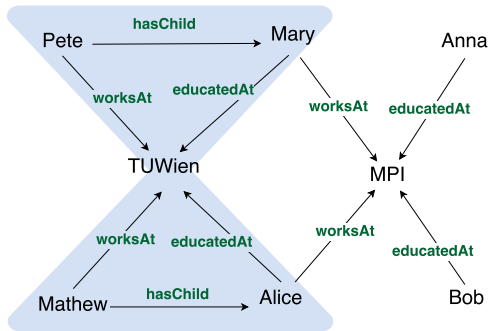 hasChild
Pete
Mary
Anna
worksAt
educatedAt
worksAt
educatedAt
TUWien
MPI
worksAt
educatedAt
worksAt
educatedAt
hasChild
Mathew
Alice
Bob